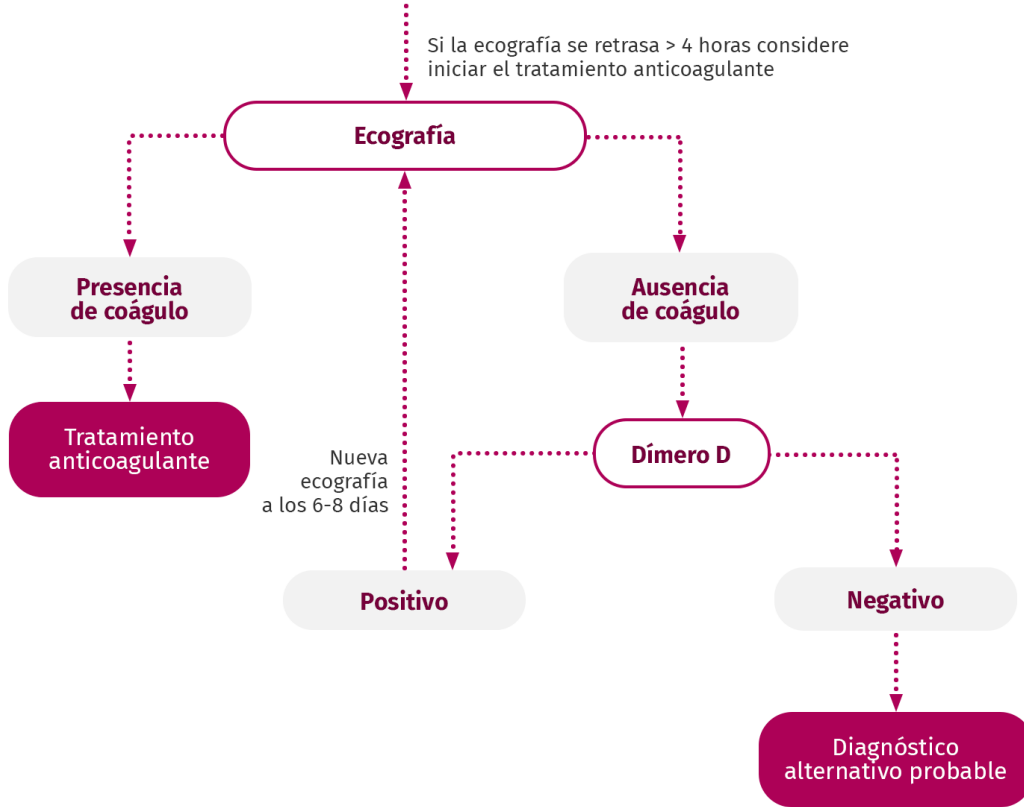 Si la ecografía se retrasa > 4 horas considere
iniciar el tratamiento anticoagulante
Ecografía
Presencia
de coágulo
Ausencia
de coágulo
Tratamiento
anticoagulante
Dímero D
Nueva
ecografía
a los 6-8 días
Positivo
Negativo
Diagnóstico
alternativo probable